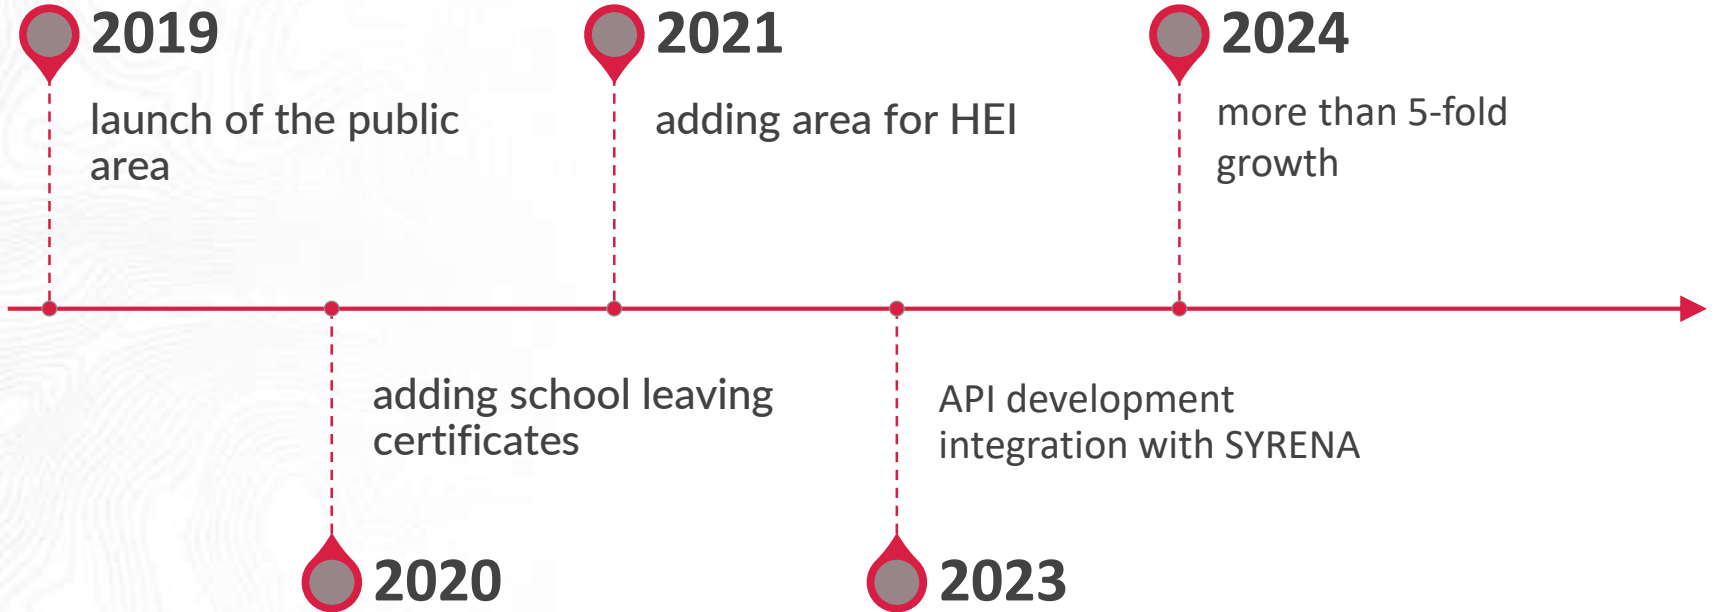 2019
launch of the public
area
2020
adding school leaving
certificates
2021
adding area for HEI
2023
API development
integration with SYRENA
2024
more than 5-fold
growth